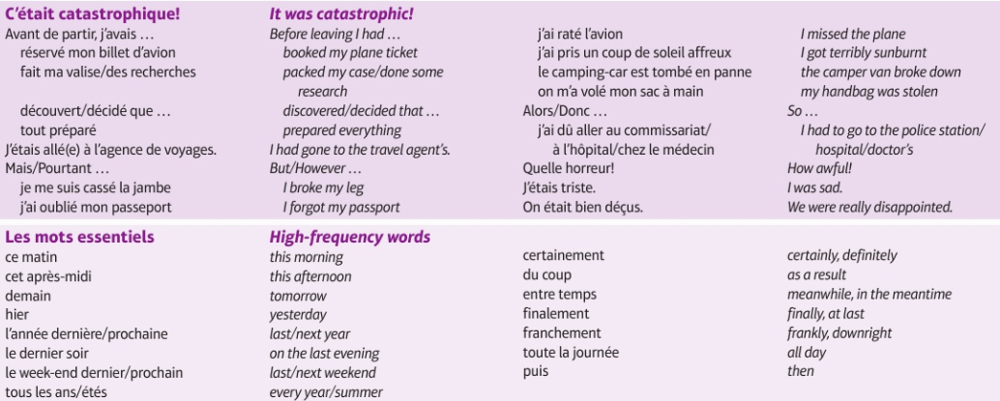 C'était catastrophique!
It was catastrophic!
Avant de partir, j'avais …
Before leaving I had …
réservé mon billet d'avion
booked my plane ticket
fait ma valise/des recherches
packed my case/done some
research
découvert/décidé que …
discovered/decided that …
tout préparé
prepared everything
J'étais allé(e) à l'agence de voyages.
I had gone to the travel agent's.
Mais/Pourtant …
But/However …
je me suis cassé la jambe
I broke my leg
j'ai oublié mon passeport
I forgot my passport
j'ai raté l'avion
I missed the plane
j'ai pris un coup de soleil affreux
I got terribly sunburnt
le camping-car est tombé en panne
the camper van broke down
on m'a volé mon sac à main
my handbag was stolen
Alors/Donc …
So …
j'ai dû aller au commissariat/
I had to go to the police station/
à l'hôpital/chez le médecin
hospital/doctor's
Quelle horreur!
How awful!
J'étais triste.
I was sad.
On était bien déçus.
We were really disappointed.
Les mots essentiels
High-frequency words
ce matin
this morning
cet après-midi
this afternoon
demain
tomorrow
hier
yesterday
l'année dernière/prochaine
last/next year
le dernier soir
on the last evening
le week-end dernier/prochain
last/next weekend
tous les ans/étés
every year/summer
certainement
certainly, definitely
du coup
as a result
entre temps
meanwhile, in the meantime
finalement
finally, at last
franchement
frankly, downright
toute la journée
all day
puis
then